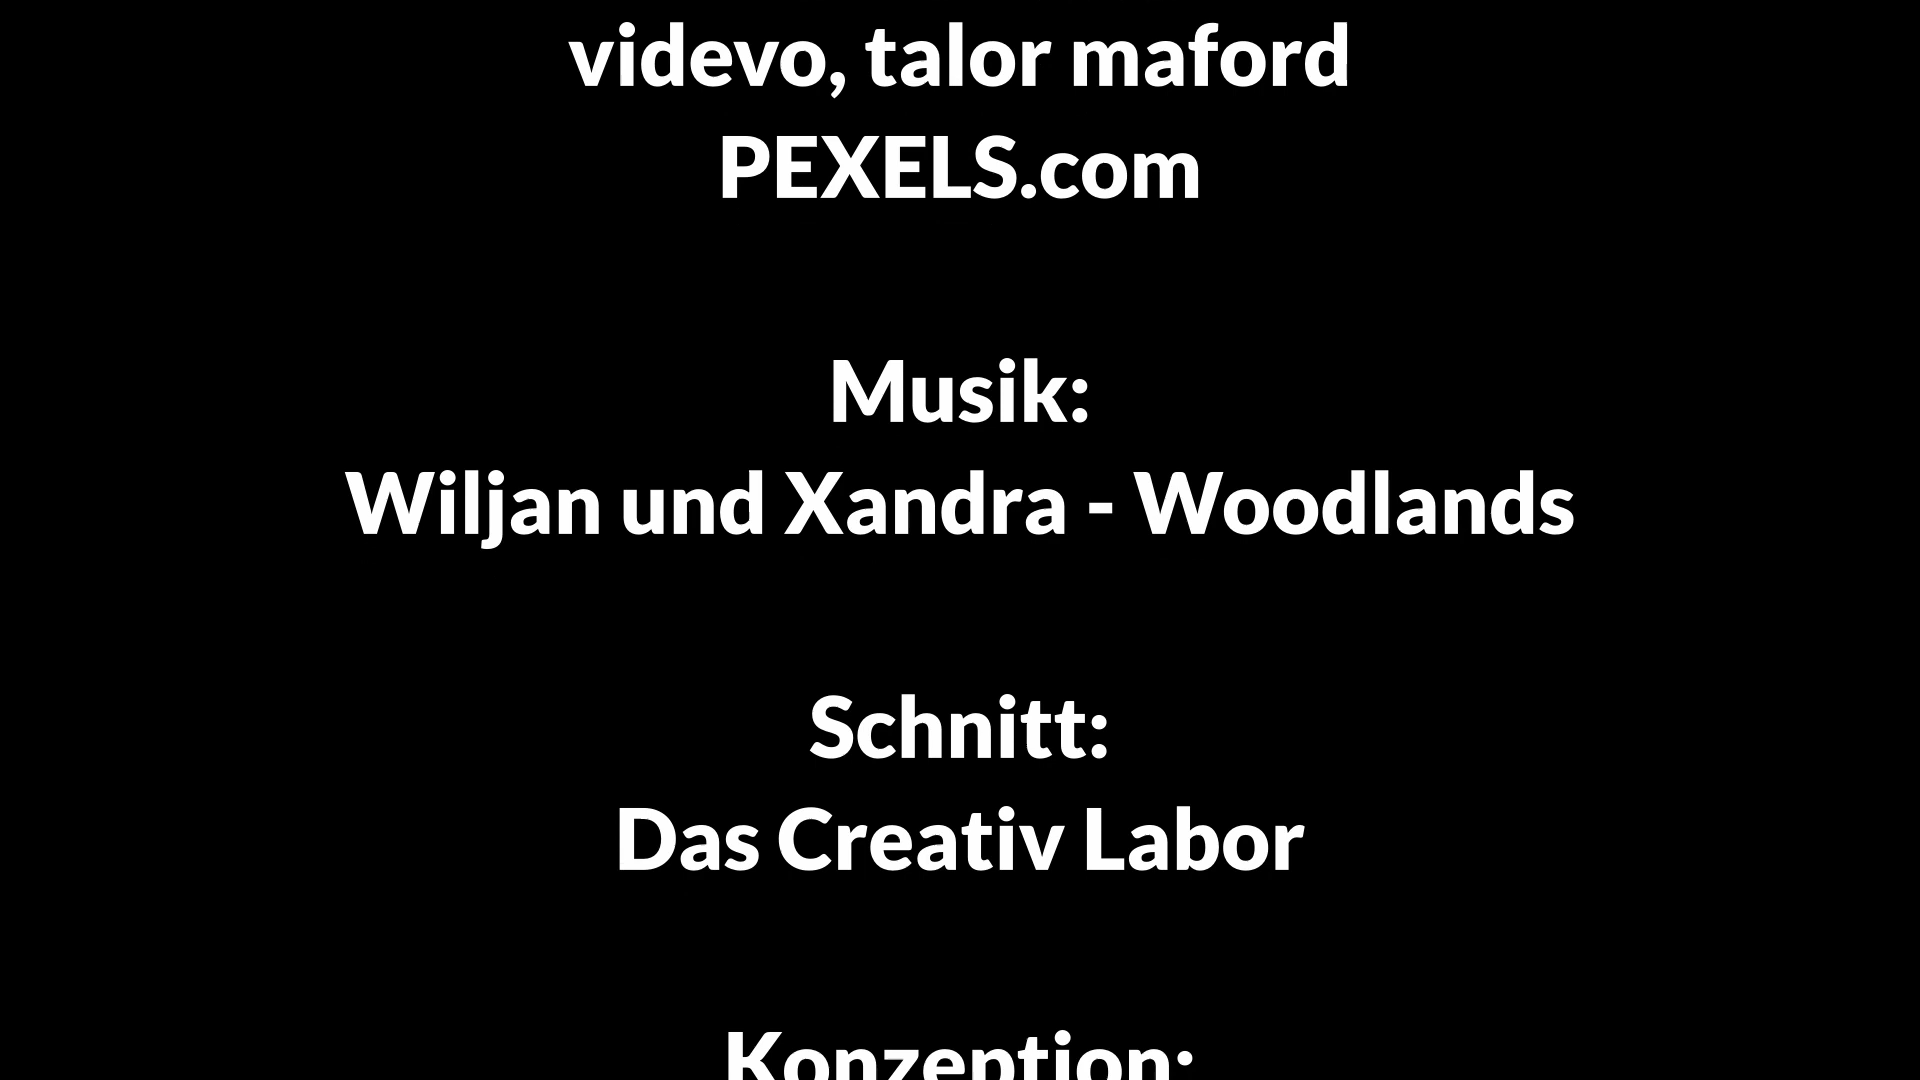 videvo, talor maford
PEXELS.com
Musik:
Wiljan und Xandra - Woodlands
Schnitt:
Das Creativ Labor
Konzeption: